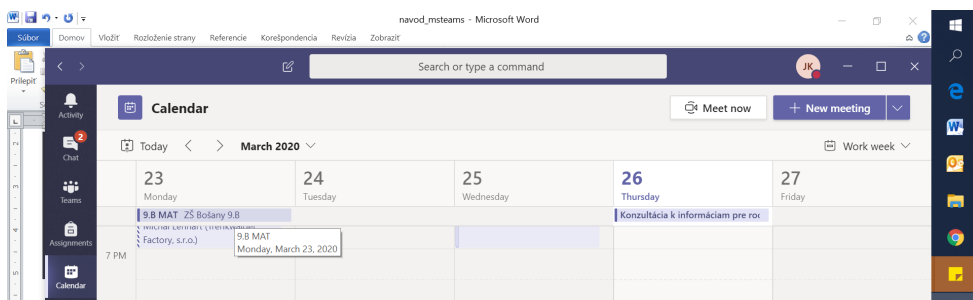 navod_msteams - Microsoft Word
Súbor Domov Vložiť Rozloženie strany Referencie Korešpondencia Revízia Zobraziť
Prilepiť
Search or type a command
JK
Activity
Calendar
Meet now
+ New meeting
2
Chat
Today
March 2020
Work week
Teams
23
Monday
24
Tuesday
25
Wednesday
26
Thursday
27
Friday
9.B MAT ZŠ Bošany 9.B
Konzultácia k informáciam pre
Assignments
Factory, s.r.o.)
9.B MAT
Monday, March 23, 2020
7 PM
Calendar